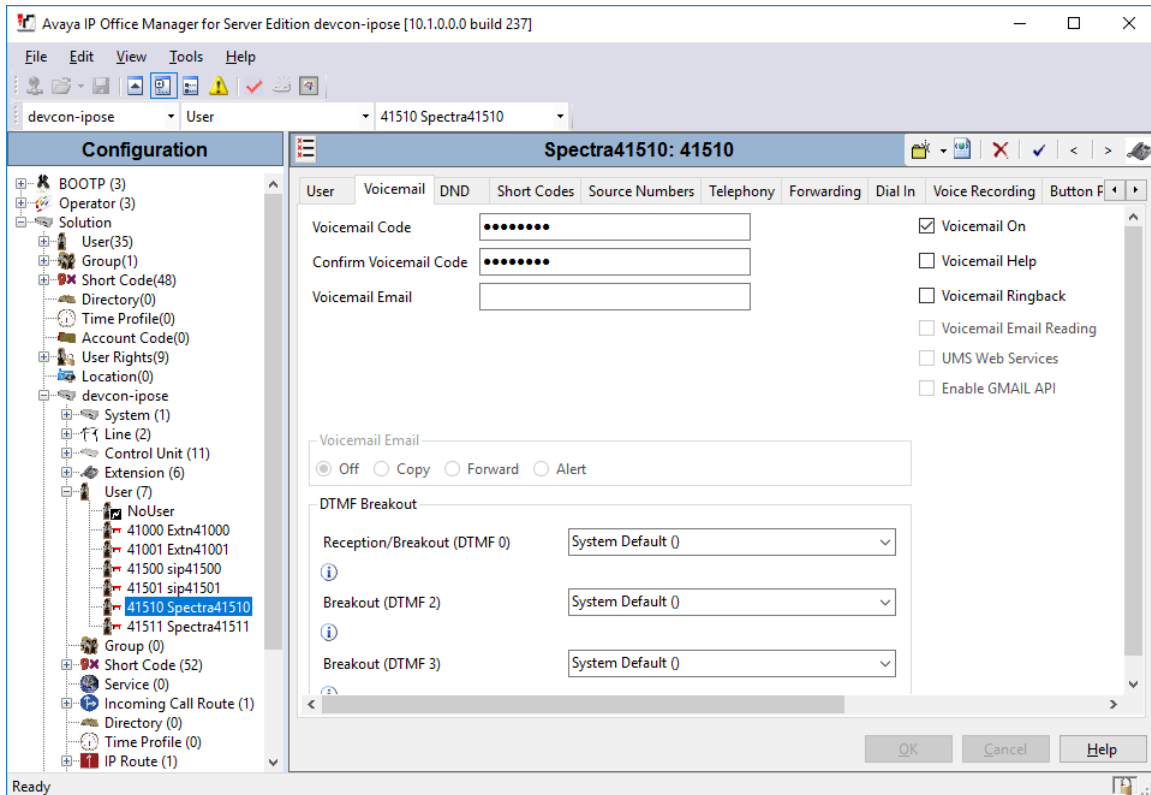 Avaya IP Office Manager for Server Edition devcon-ipose [10.1.0.0.0 build 237]
File Edit View Tools Help
devcon-ipose User 41510 Spectra41510
Configuration
BOOTP (3)
Operator (3)
Solution
User(35)
Group(1)
Short Code(48)
Directory(0)
Time Profile(0)
Account Code(0)
User Rights(9)
Location(0)
devcon-ipose
System (1)
Line (2)
Control Unit (11)
Extension (6)
User (7)
NoUser
41000 Extn41000
41001 Extn41001
41500 sip41500
41501 sip41501
41510 Spectra41510
41511 Spectra41511
Group (0)
Short Code (52)
Service (0)
Incoming Call Route (1)
Directory (0)
Time Profile (0)
IP Route (1)
Spectra41510: 41510
User Voicemail DND Short Codes Source Numbers Telephony Forwarding Dial In Voice Recording Button P
Voicemail Code ●●●●●●●● Voicemail On
Confirm Voicemail Code ●●●●●●●● Voicemail Help
Voicemail Email Voicemail Ringback
Voicemail Email Reading
UMS Web Services
Enable GMAIL API
Voicemail Email
Off Copy Forward Alert
DTMF Breakout
Reception/Breakout (DTMF 0) System Default ()
Breakout (DTMF 2) System Default ()
Breakout (DTMF 3) System Default ()
OK Cancel Help
Ready